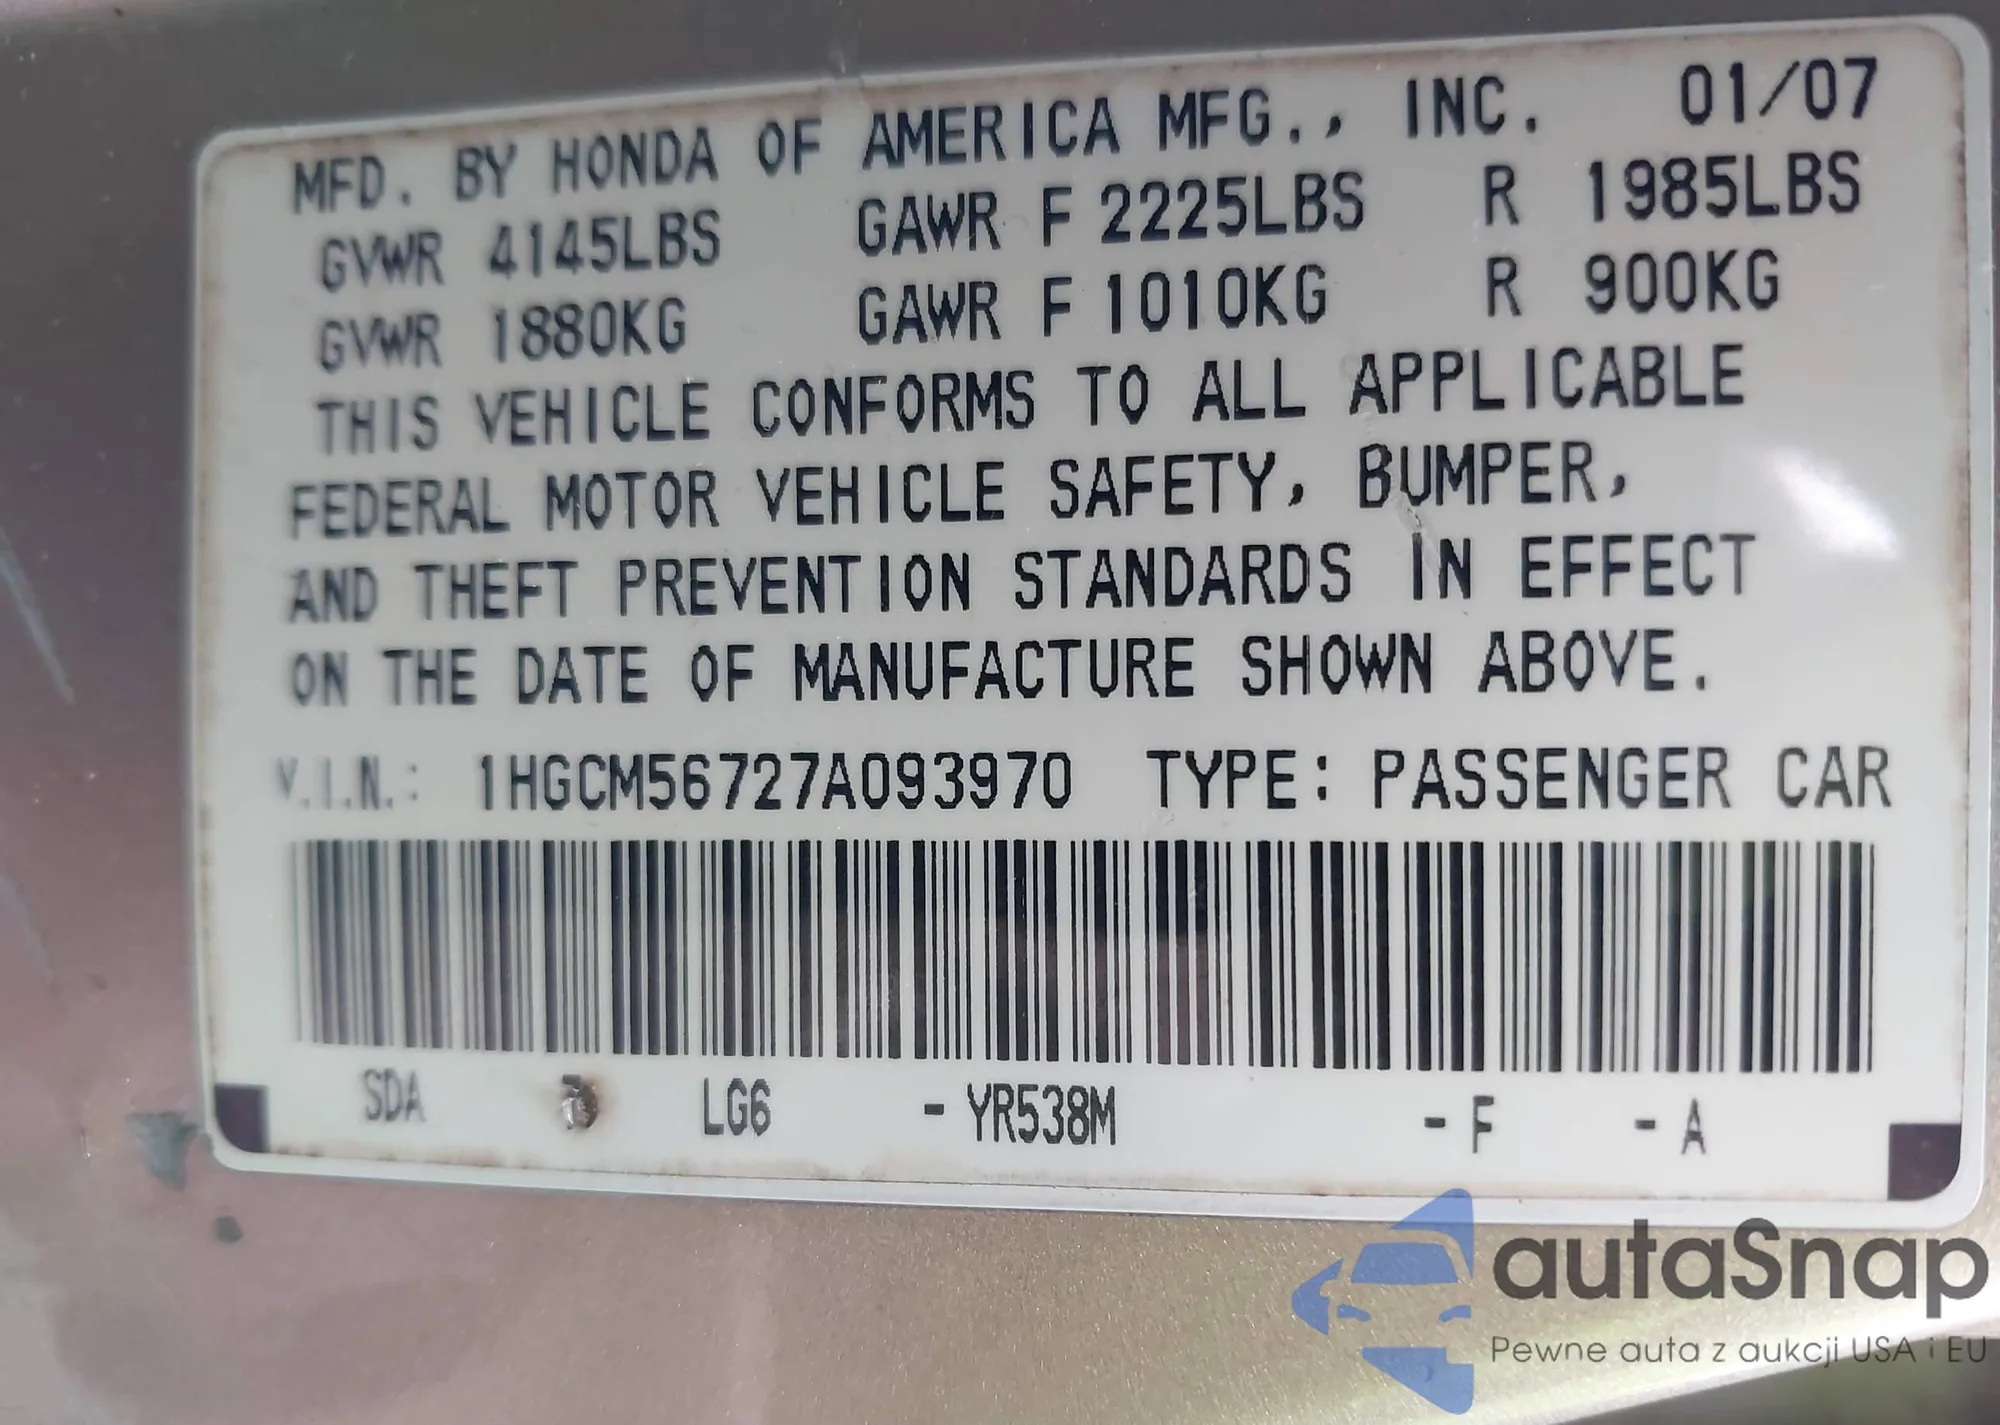 MFD. BY HONDA OF AMERICA MFG., INC. 01/07
GVWR 4145LBS GAWR F 2225LBS R 1985LBS
GVWR 1880KG GAWR F 1010KG R 900KG
THIS VEHICLE CONFORMS TO ALL APPLICABLE
FEDERAL MOTOR VEHICLE SAFETY, BUMPER,
AND THEFT PREVENTION STANDARDS IN EFFECT
ON THE DATE OF MANUFACTURE SHOWN ABOVE.
V.I.N.: 1HGCM56727A093970 TYPE: PASSENGER CAR
SDA LG6 - YR538M - F - A
autaSnap
Pewne auta z aukcji USA i EU